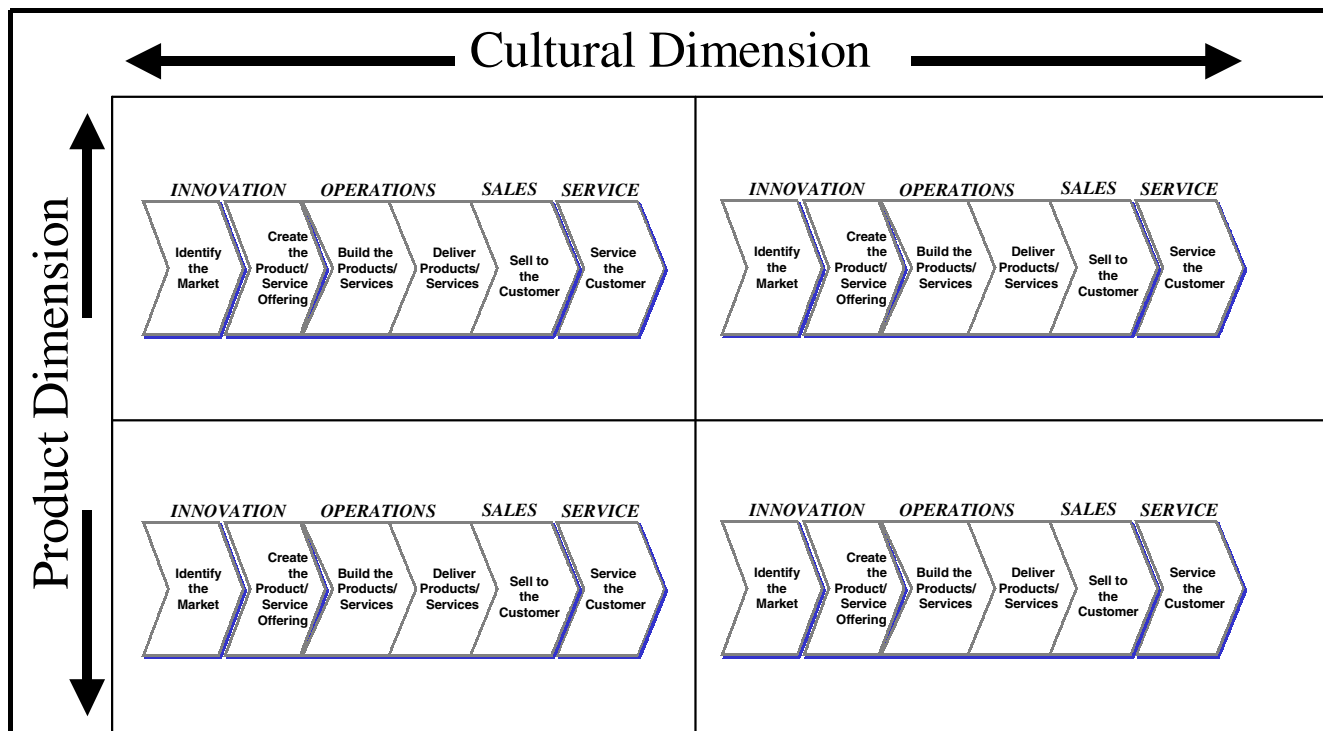 Cultural Dimension
Product Dimension
INNOVATION OPERATIONS SALES SERVICE
Identify
the
Market
Create
the
Product/
Service
Offering
Build the
Products/
Services
Deliver
Products/
Services
Sell to
the
Customer
Service
the
Customer
INNOVATION OPERATIONS SALES SERVICE
Identify
the
Market
Create
the
Product/
Service
Offering
Build the
Products/
Services
Deliver
Products/
Services
Sell to
the
Customer
Service
the
Customer
INNOVATION OPERATIONS SALES SERVICE
Identify
the
Market
Create
the
Product/
Service
Offering
Build the
Products/
Services
Deliver
Products/
Services
Sell to
the
Customer
Service
the
Customer
INNOVATION OPERATIONS SALES SERVICE
Identify
the
Market
Create
the
Product/
Service
Offering
Build the
Products/
Services
Deliver
Products/
Services
Sell to
the
Customer
Service
the
Customer